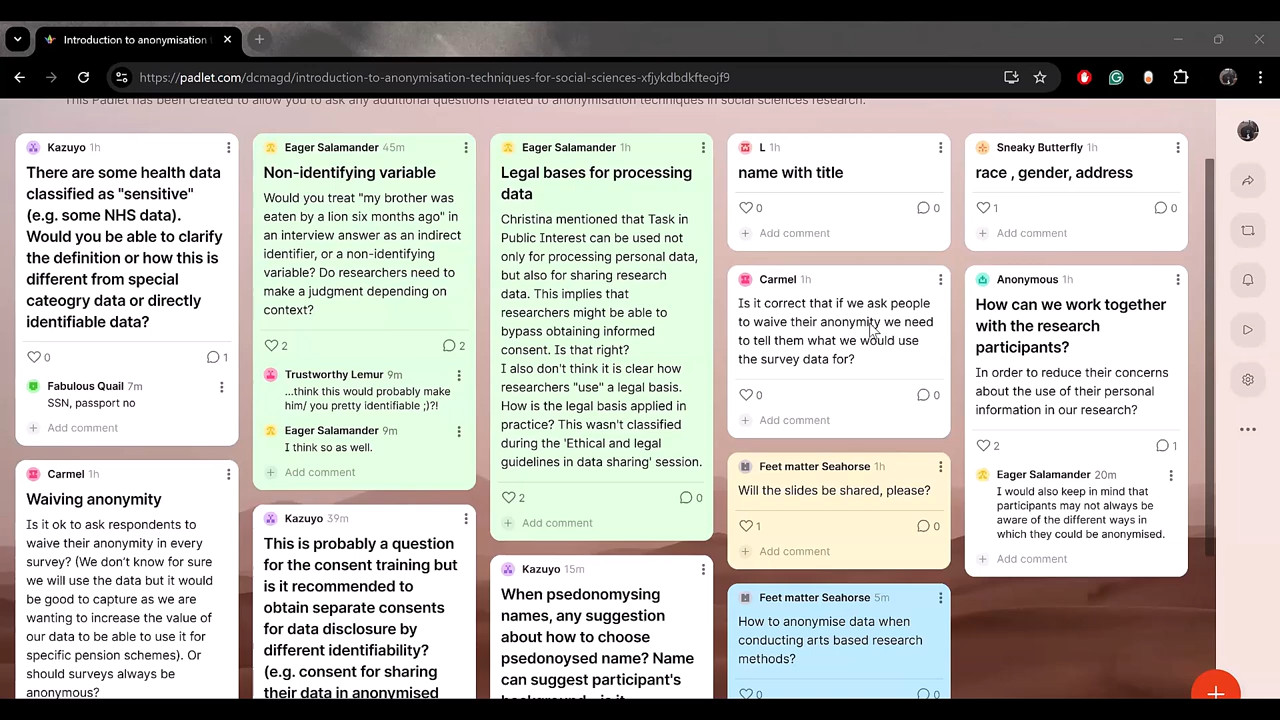 Introduction to anonymisation
https://padlet.com/dcmagd/introduction-to-anonymisation-techniques-for-social-sciences-xfjykdbdkfteojf9
This Padlet has been created to allow you to ask any additional questions related to anonymisation techniques in social sciences research.
Kazuyo 1h
There are some health data
classified as "sensitive"
(e.g. some NHS data).
Would you be able to clarify
the definition or how this is
different from special
cateogry data or directly
identifiable data?
0
1
Fabulous Quail 7m
SSN, passport no
Add comment
Carmel 1h
Waiving anonymity
Is it ok to ask respondents to
waive their anonymity in every
survey? (We don't know for sure
we will use the data but it would
be good to capture as we are
wanting to increase the value of
our data to be able to use it for
specific pension schemes). Or
should surveys always be
anonymous?
Eager Salamander 45m
Non-identifying variable
Would you treat "my brother was
eaten by a lion six months ago" in
an interview answer as an indirect
identifier, or a non-identifying
variable? Do researchers need to
make a judgment depending on
context?
2
2
Trustworthy Lemur 9m
...think this would probably make
him/ you pretty identifiable ;)?!
Eager Salamander 9m
I think so as well.
Add comment
Kazuyo 39m
This is probably a question
for the consent training but
is it recommended to
obtain separate consents
for data disclosure by
different identifiability?
(e.g. consent for sharing
their data in anonymised
Eager Salamander 1h
Legal bases for processing
data
Christina mentioned that Task in
Public Interest can be used not
only for processing personal data,
but also for sharing research
data. This implies that
researchers might be able to
bypass obtaining informed
consent. Is that right?
I also don't think it is clear how
researchers "use" a legal basis.
How is the legal basis applied in
practice? This wasn't classified
during the 'Ethical and legal
guidelines in data sharing' session.
2
0
Add comment
Kazuyo 15m
When psedonomysing
names, any suggestion
about how to choose
psedonoysed name? Name
can suggest participant's
L 1h
name with title
0
0
Add comment
Carmel 1h
Is it correct that if we ask people
to waive their anonymity we need
to tell them what we would use
the survey data for?
0
0
Add comment
Feet matter Seahorse 1h
Will the slides be shared, please?
1
0
Add comment
Feet matter Seahorse 5m
How to anonymise data when
conducting arts based research
methods?
0
0
Sneaky Butterfly 1h
race , gender, address
1
0
Add comment
Anonymous 1h
How can we work together
with the research
participants?
In order to reduce their concerns
about the use of their personal
information in our research?
2
1
Eager Salamander 20m
I would also keep in mind that
participants may not always be
aware of the different ways in
which they could be anonymised.
Add comment